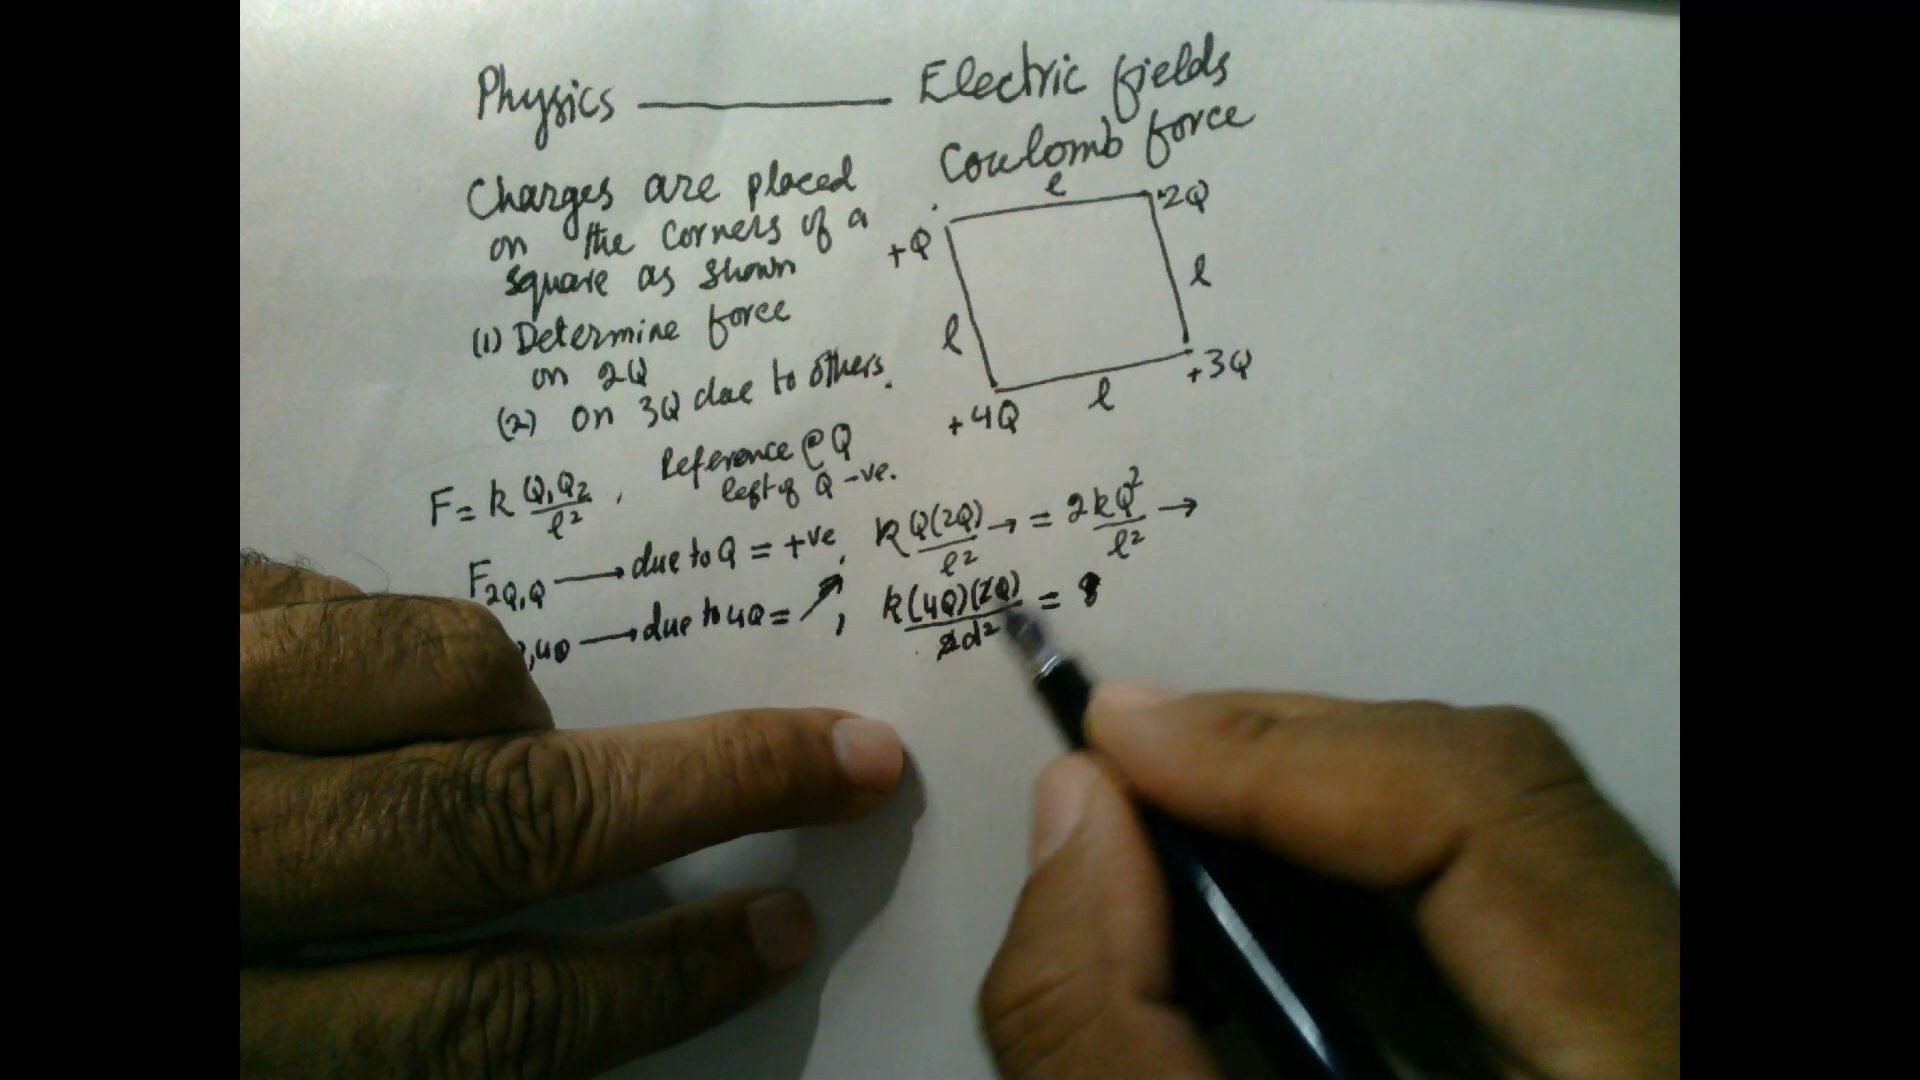 Physics — Electric fields
Coulomb force
Charges are placed
on the corners of a
square as shown
(1) Determine force
on 2Q
(2) on 3Q due to others.
l
2Q
+Q
l
l
+3Q
l
+4Q
F = k Q1Q2/l², Reference @ Q
left of Q -ve.
F2Q,Q → due to Q = +ve, k Q(2Q)/l² → = 2kQ²/l² →
,4Q → due to 4Q = ↗, k(4Q)(2Q)/2d² = 8